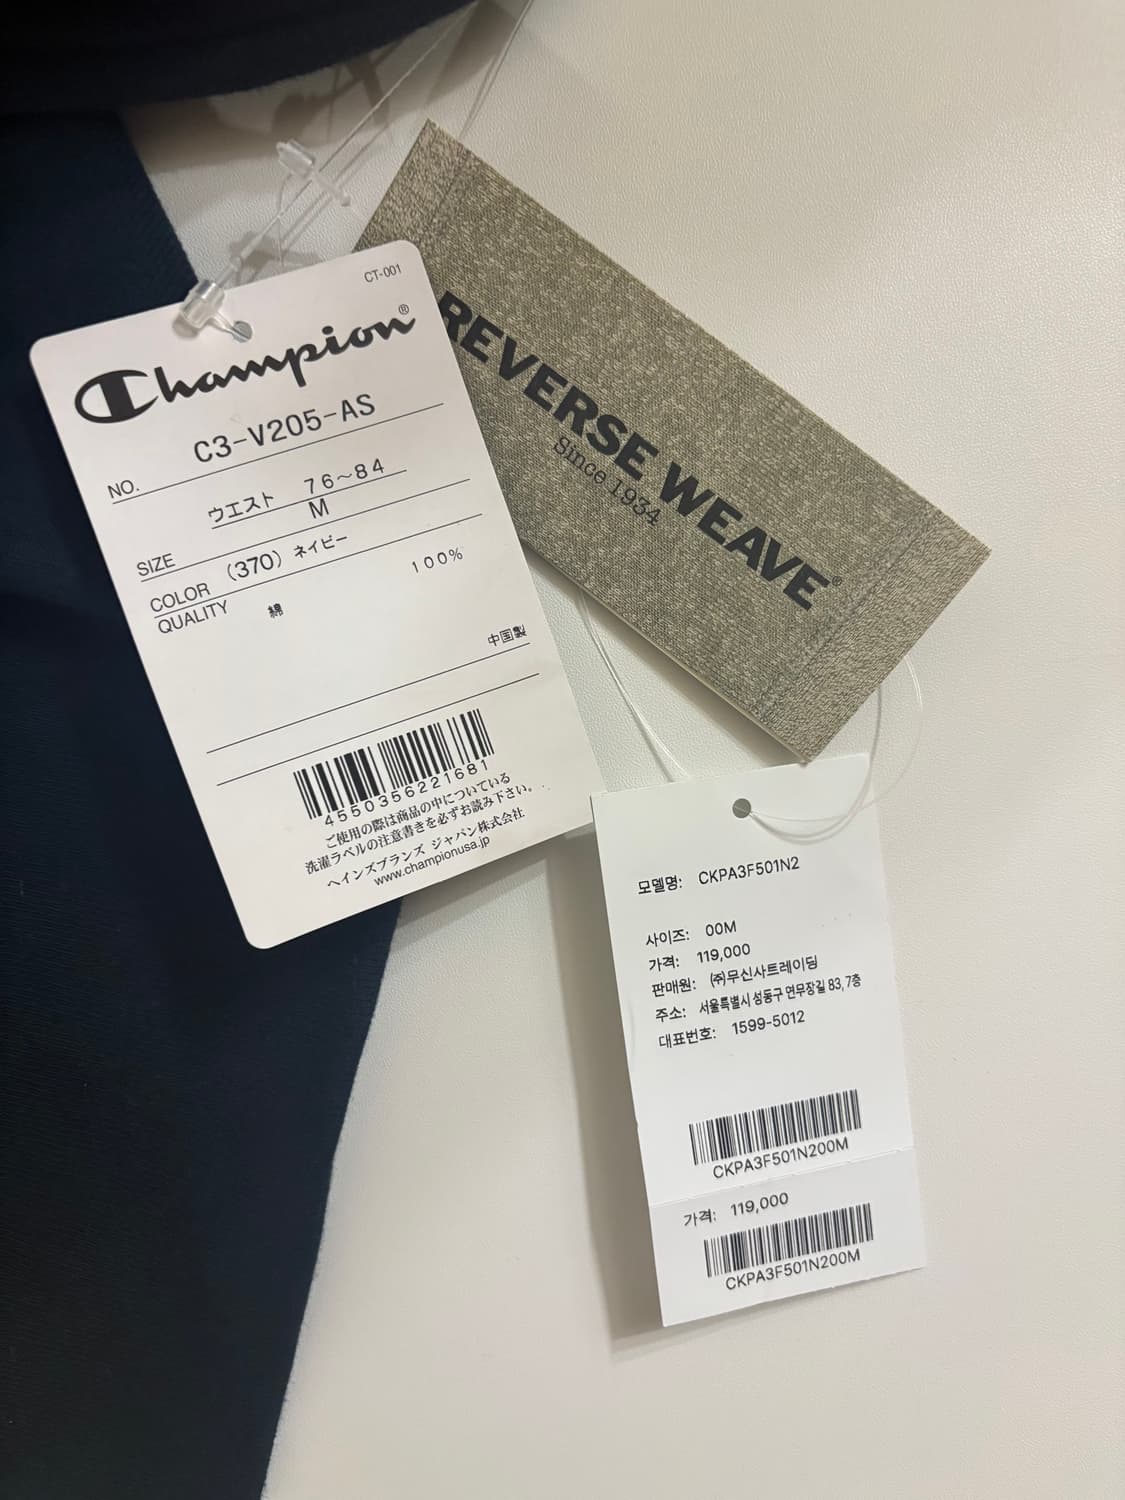 CT-001
Champion®
NO. C3-V205-AS
SIZE ウエスト 76~84
M
COLOR (370) ネイビー
QUALITY 綿 100%
中国製
4550356221681
ご使用の際は商品の中についている
洗濯ラベルの注意書きを必ずお読み下さい。
ヘインズブランズ ジャパン株式会社
www.championusa.jp
REVERSE WEAVE®
Since 1934
모델명: CKPA3F501N2
사이즈: 00M
가격: 119,000
판매원: ㈜무신사트레이딩
주소: 서울특별시 성동구 연무장길 83, 7층
대표번호: 1599-5012
CKPA3F501N200M
가격: 119,000
CKPA3F501N200M